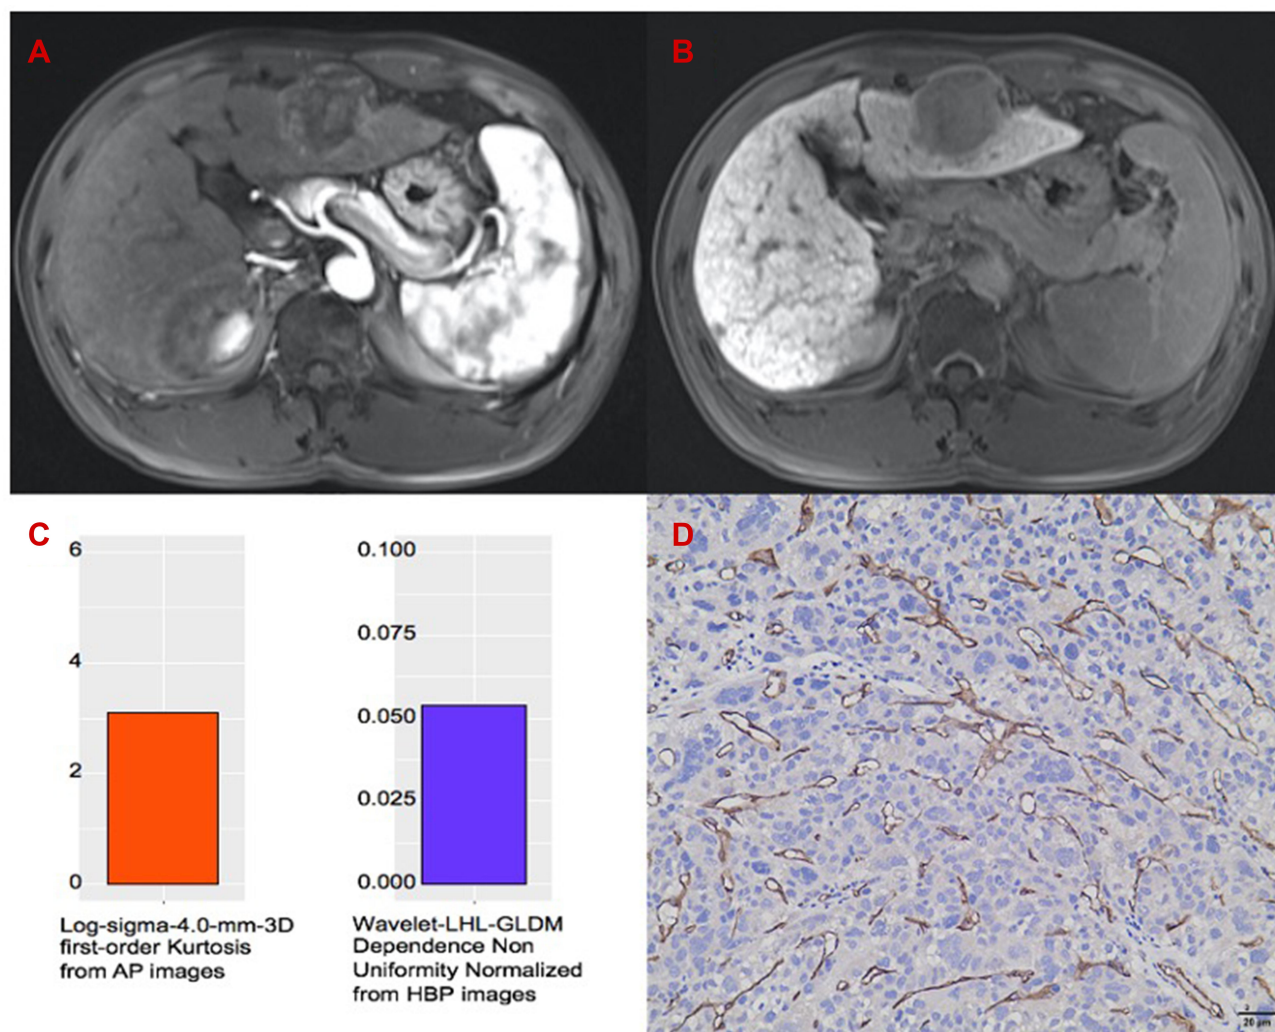 A
B
C
6
4
2
0
Log-sigma-4.0-mm-3D
first-order Kurtosis
from AP images
0.100
0.075
0.050
0.025
0.000
Wavelet-LHL-GLDM
Dependence Non
Uniformity Normalized
from HBP images
D
20 μm